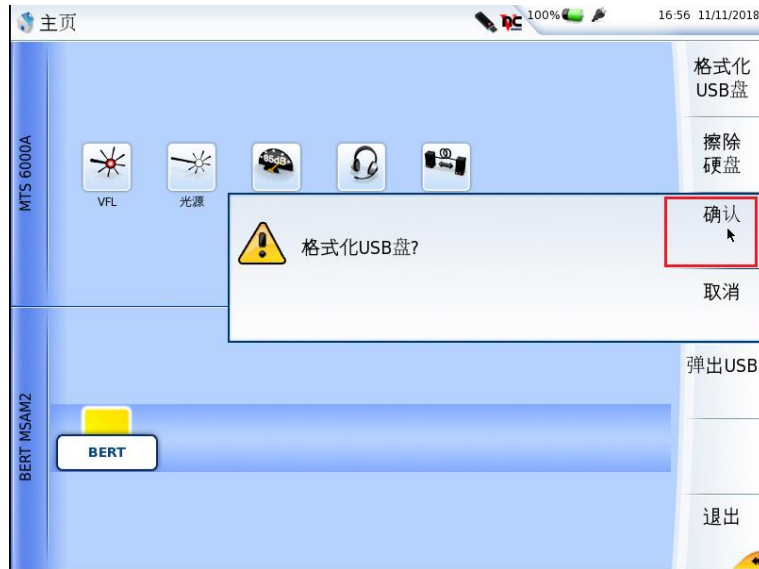 主页
100%
16:56 11/11/2018
格式化
USB盘
擦除
硬盘
MTS 6000A
-85dB-
VFL
光源
格式化USB盘?
确认
取消
弹出USB
BERT MSAM2
BERT
退出